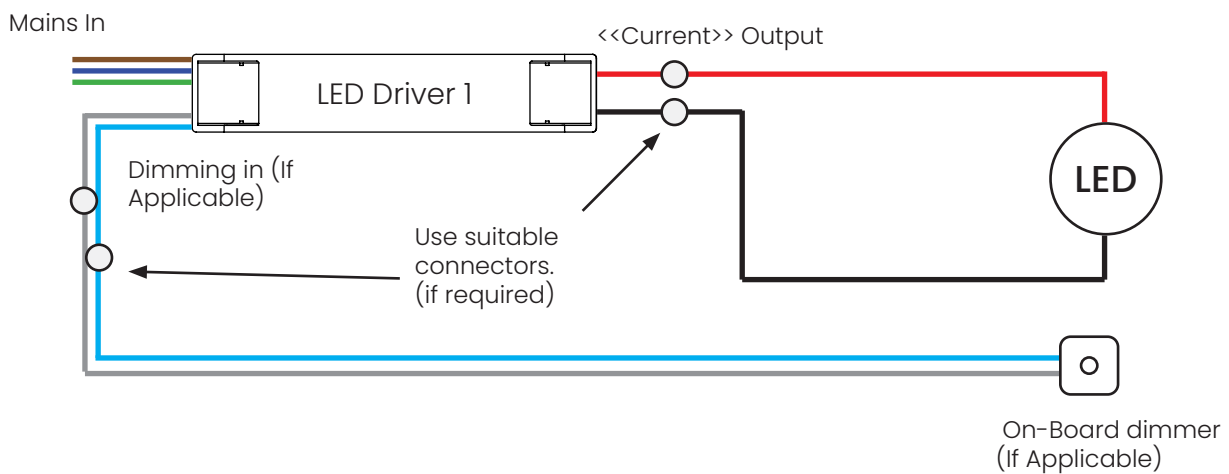 Mains In
<<Current>> Output
LED Driver 1
Dimming in (If
Applicable)
LED
Use suitable
connectors.
(if required)
On-Board dimmer
(If Applicable)